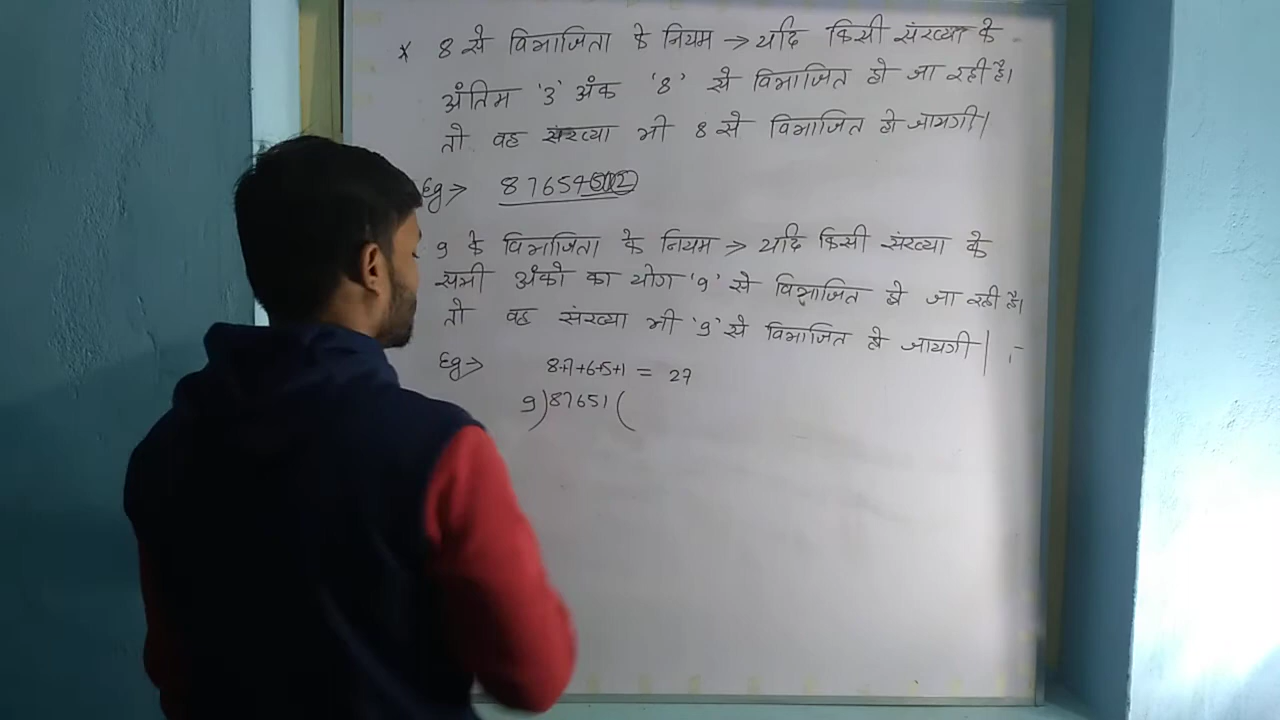 * 8 से विभाजिता के नियम → यदि किसी संख्या के
अंतिम '3' अंक '8' से विभाजित हो जा रही है।
तो वह संख्या भी 8 से विभाजित हो जायगी।
Eg → 87654
9 के विभाजिता के नियम → यदि किसी संख्या के
सभी अंको का योग '9' से विभाजित हो जा रही है।
तो वह संख्या भी '9' से विभाजित हो जायगी।
Eg → 8+7+6+5+1 = 27
9)87651(